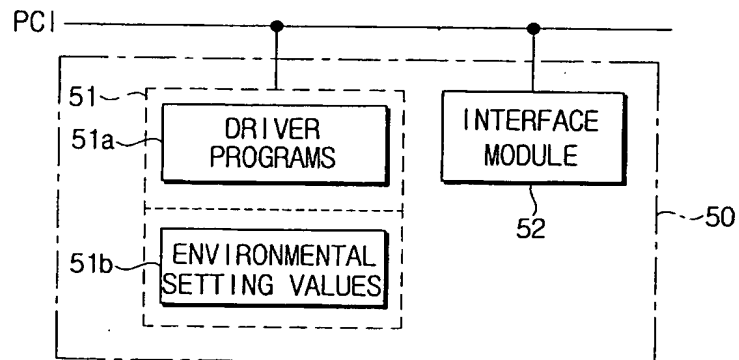 PCI
51
51a
DRIVER
PROGRAMS
INTERFACE
MODULE
52
50
51b
ENVIRONMENTAL
SETTING VALUES